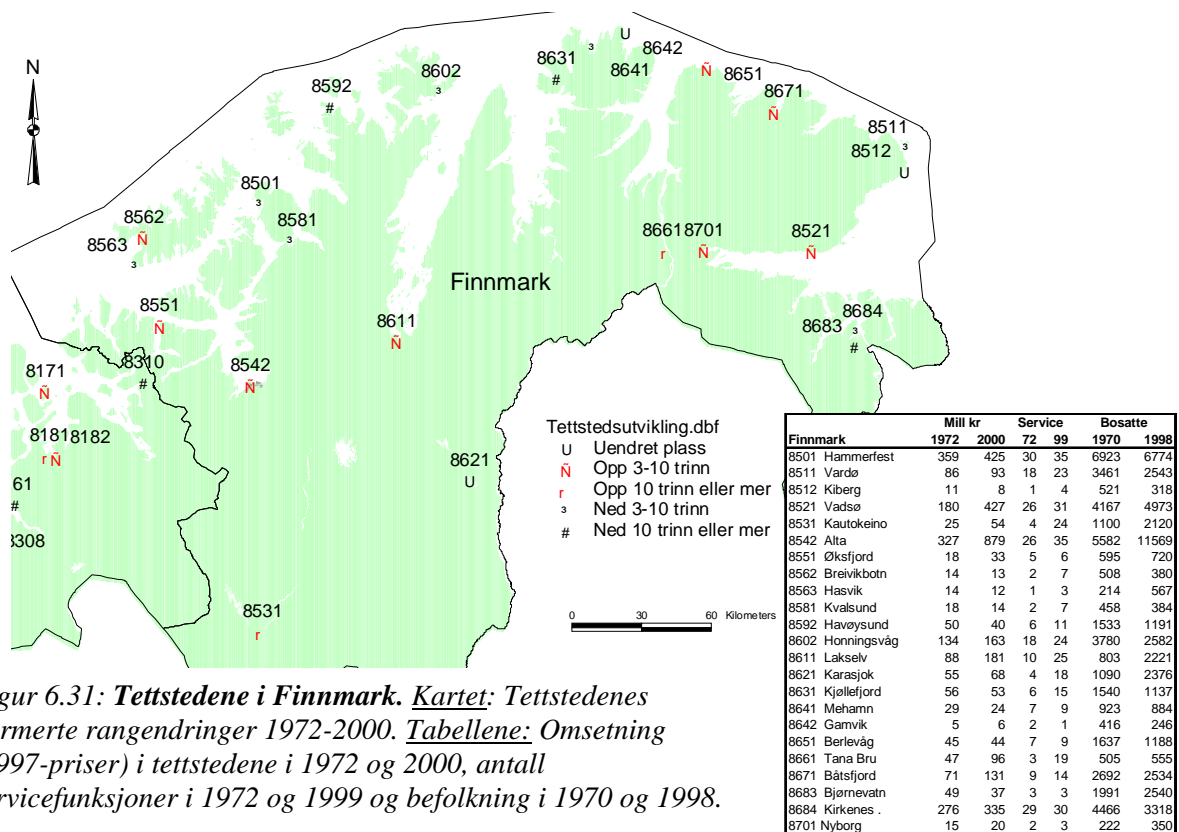 N
U
8642
8631
3
8641
#
Ñ
8651
8602
3
8592
#
8671
Ñ
8511
3
8512
U
8501
3
8581
3
8562
Ñ
8563
3
8661
r
8701
Ñ
8521
Ñ
Finnmark
8551
Ñ
8611
Ñ
8684
8683
3
#
8310
#
8542
Ñ
8171
Ñ
8181
8182
r
Ñ
61
#
8308
8621
U
8531
r
Tettstedsutvikling.dbf
U Uendret plass
Ñ Opp 3-10 trinn
r Opp 10 trinn eller mer
3 Ned 3-10 trinn
# Ned 10 trinn eller mer
0 30 60 Kilometers
Mill kr Service Bosatte
Finnmark 1972 2000 72 99 1970 1998
8501 Hammerfest 359 425 30 35 6923 6774
8511 Vardø 86 93 18 23 3461 2543
8512 Kiberg 11 8 1 4 521 318
8521 Vadsø 180 427 26 31 4167 4973
8531 Kautokeino 25 54 4 24 1100 2120
8542 Alta 327 879 26 35 5582 11569
8551 Øksfjord 18 33 5 6 595 720
8562 Breivikbotn 14 13 2 7 508 380
8563 Hasvik 14 12 1 3 214 567
8581 Kvalsund 18 14 2 7 458 384
8592 Havøysund 50 40 6 11 1533 1191
8602 Honningsvåg 134 163 18 24 3780 2582
8611 Lakselv 88 181 10 25 803 2221
8621 Karasjok 55 68 4 18 1090 2376
8631 Kjøllefjord 56 53 6 15 1540 1137
8641 Mehamn 29 24 7 9 923 884
8642 Gamvik 5 6 2 1 416 246
8651 Berlevåg 45 44 7 9 1637 1188
8661 Tana Bru 47 96 3 19 505 555
8671 Båtsfjord 71 131 9 14 2692 2534
8683 Bjørnevatn 49 37 3 3 1991 2540
8684 Kirkenes . 276 335 29 30 4466 3318
8701 Nyborg 15 20 2 3 222 350
gur 6.31: Tettstedene i Finnmark. Kartet: Tettstedenes
ormerte rangendringer 1972-2000. Tabellene: Omsetning
997-priser) i tettstedene i 1972 og 2000, antall
rvicefunksjoner i 1972 og 1999 og befolkning i 1970 og 1998.